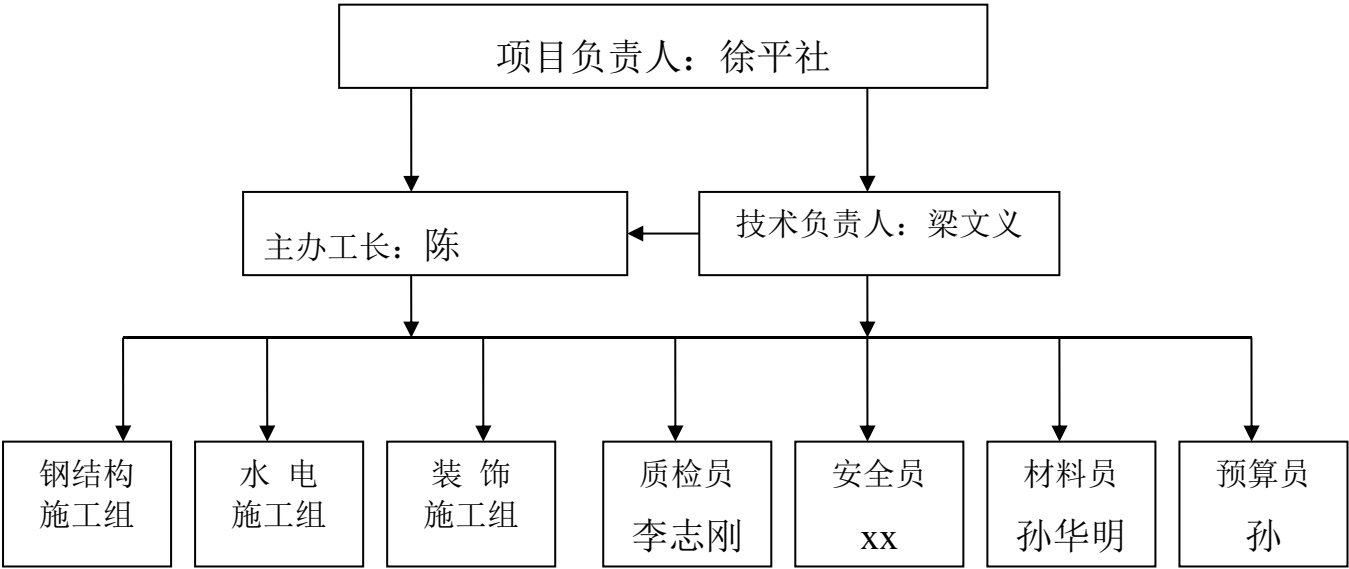 项目负责人：徐平社
主办工长：陈
技术负责人：梁文义
钢结构
施工组
水 电
施工组
装 饰
施工组
质检员
李志刚
安全员
xx
材料员
孙华明
预算员
孙